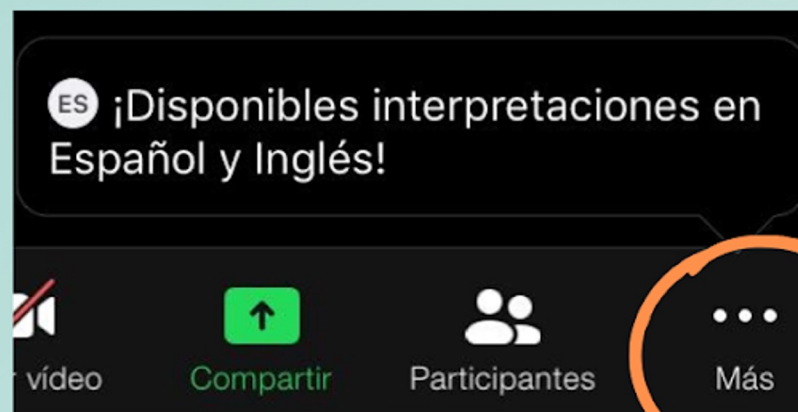 ES ¡Disponibles interpretaciones en
Español y Inglés!
vídeo Compartir Participantes Más